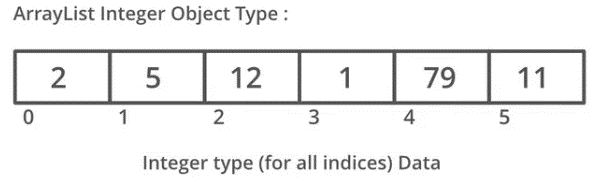 ArrayList Integer Object Type :
2 5 12 1 79 11
0 1 2 3 4 5
Integer type (for all indices) Data